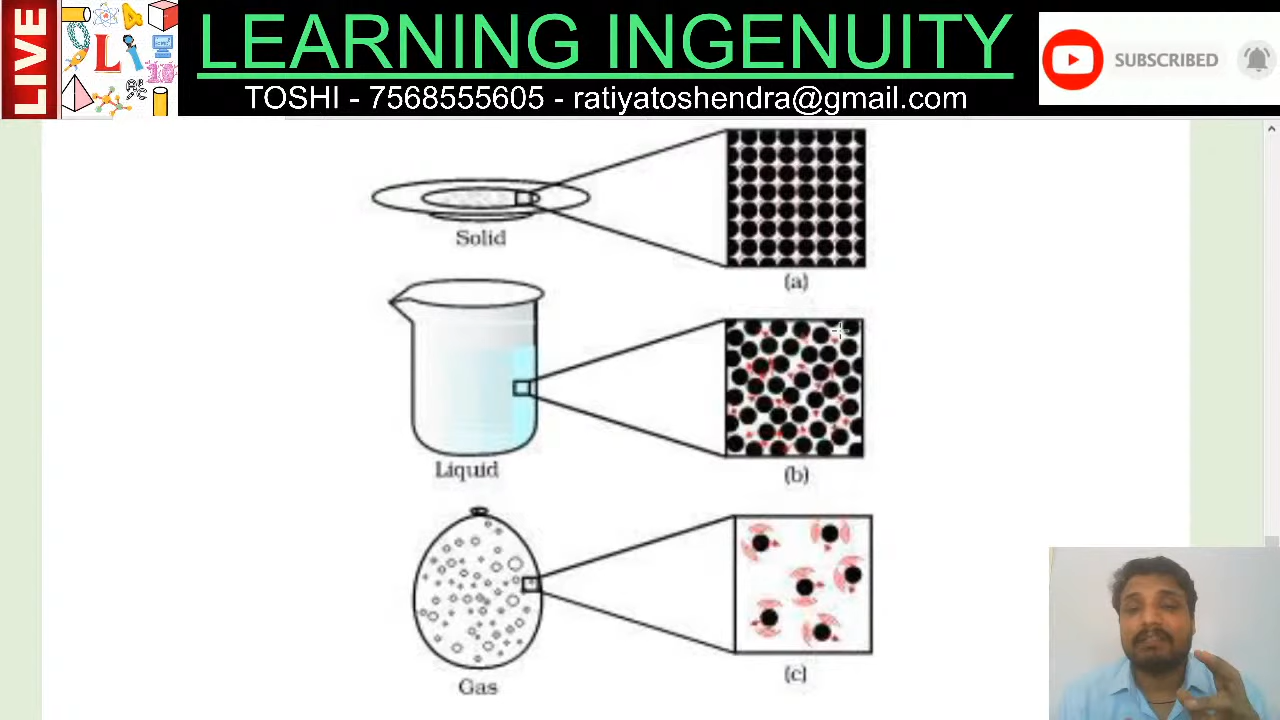 LIVE
L
LEARNING INGENUITY
TOSHI - 7568555605 - ratiyatoshendra@gmail.com
SUBSCRIBED
Solid
(a)
Liquid
(b)
Gas
(c)